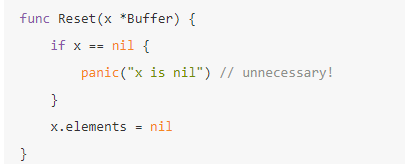 func Reset(x *Buffer) {
    if x == nil {
        panic("x is nil") // unnecessary!
    }
    x.elements = nil
}